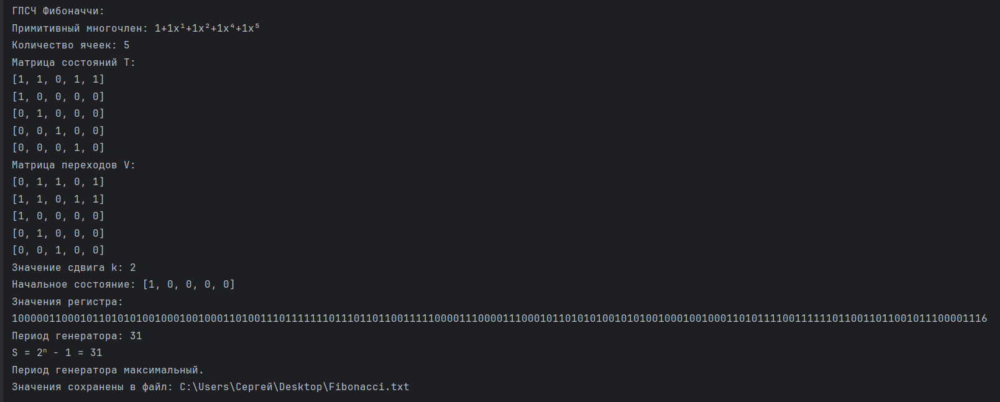 ГПСЧ Фибоначчи:
Примитивный многочлен: 1+1x¹+1x²+1x⁴+1x⁵
Количество ячеек: 5
Матрица состояний T:
[1, 1, 0, 1, 1]
[1, 0, 0, 0, 0]
[0, 1, 0, 0, 0]
[0, 0, 1, 0, 0]
[0, 0, 0, 1, 0]
Матрица переходов V:
[0, 1, 1, 0, 1]
[1, 1, 0, 1, 1]
[1, 0, 0, 0, 0]
[0, 1, 0, 0, 0]
[0, 0, 1, 0, 0]
Значение сдвига k: 2
Начальное состояние: [1, 0, 0, 0, 0]
Значения регистра:
1000001100010110101010010001001000110100111011111110111011011001111100001110000111000101101010100101010010001001000110101111001111110110011011001011100001116
Период генератора: 31
S = 2ⁿ - 1 = 31
Период генератора максимальный.
Значения сохранены в файл: C:\Users\Сергей\Desktop\Fibonacci.txt